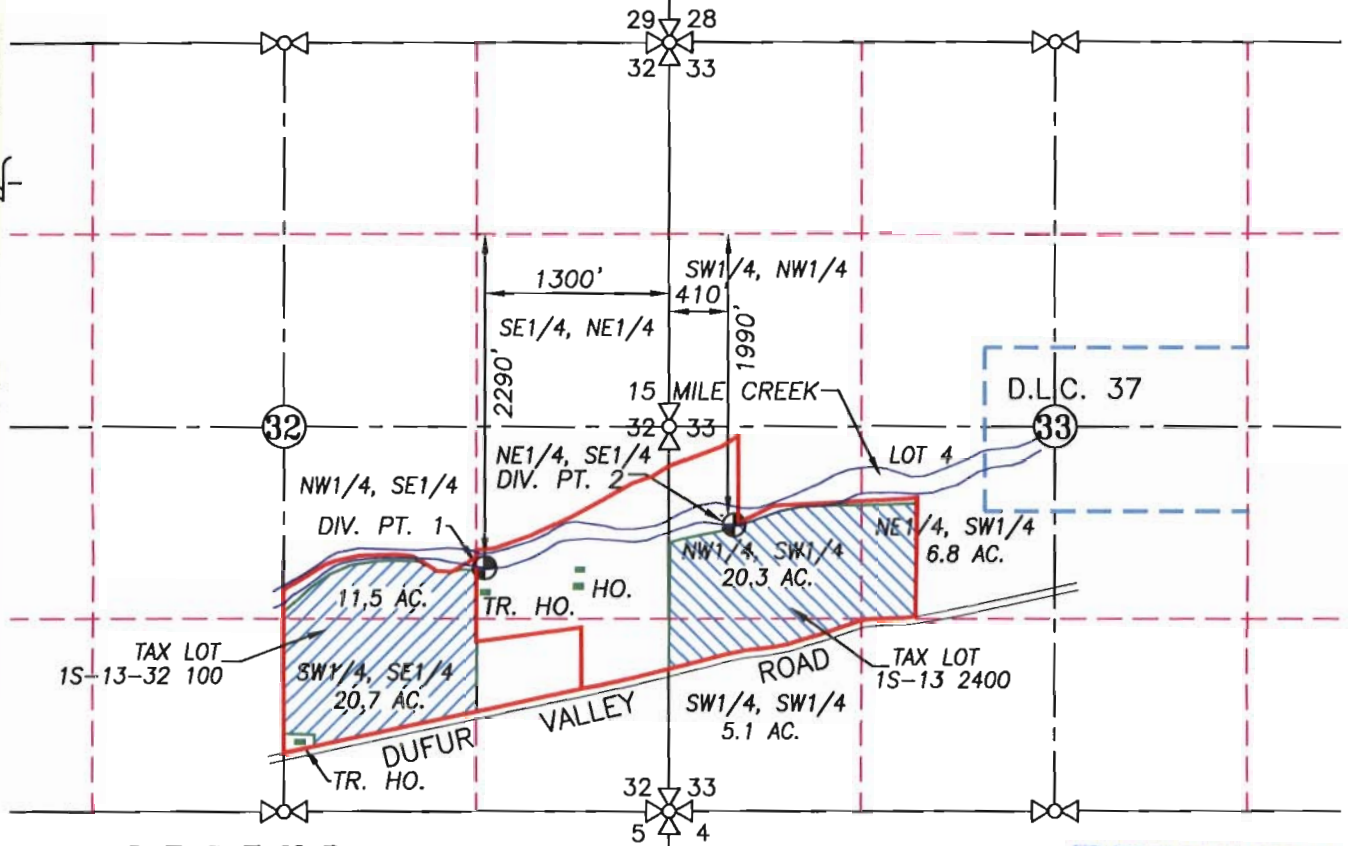 29 28
32 33
SW1/4, NW1/4
1300'
410'
SE1/4, NE1/4
1990'
2290'
15 MILE CREEK
D.L.C. 37
32
32 33
33
NE1/4, SE1/4
DIV. PT. 2
LOT 4
NW1/4, SE1/4
DIV. PT. 1
NE1/4, SW1/4
6.8 AC.
NW1/4, SW1/4
20.3 AC.
11.5 AC.
TR. HO.
HO.
TAX LOT
1S-13-32 100
SW1/4, SE1/4
20.7 AC.
TAX LOT
1S-13 2400
SW1/4, SW1/4
5.1 AC.
DUFUR VALLEY ROAD
TR. HO.
32 33
5 4